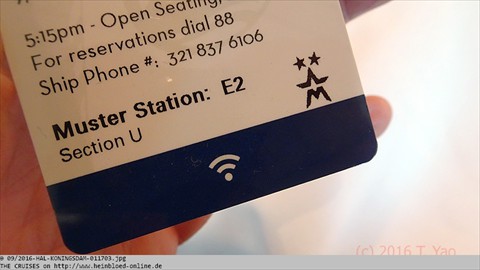 5:15pm - Open Seating,
For reservations dial 88
Ship Phone #: 321 837 6106
Muster Station: E2
Section U
(c) 2016 T. Yao
@ 09/2016-HAL-KONINGSDAM-011703.jpg
THE CRUISES on http://www.heinbloed-online.de